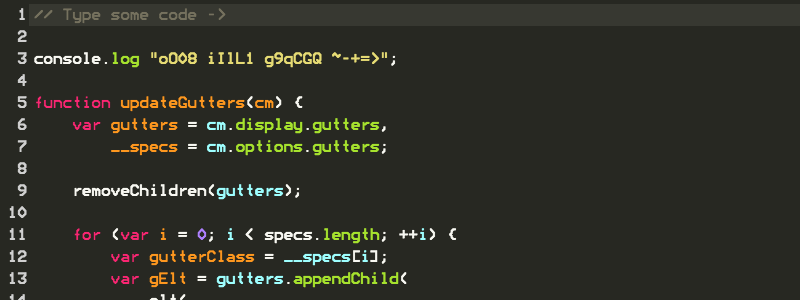 1 // Type some code ->
2
3 console.log "oO08 iIlL1 g9qCGQ ~-+=>";
4
5 function updateGutters(cm) {
6     var gutters = cm.display.gutters,
7         __specs = cm.options.gutters;
8
9     removeChildren(gutters);
10
11     for (var i = 0; i < specs.length; ++i) {
12         var gutterClass = __specs[i];
13         var gElt = gutters.appendChild(
14             elt(